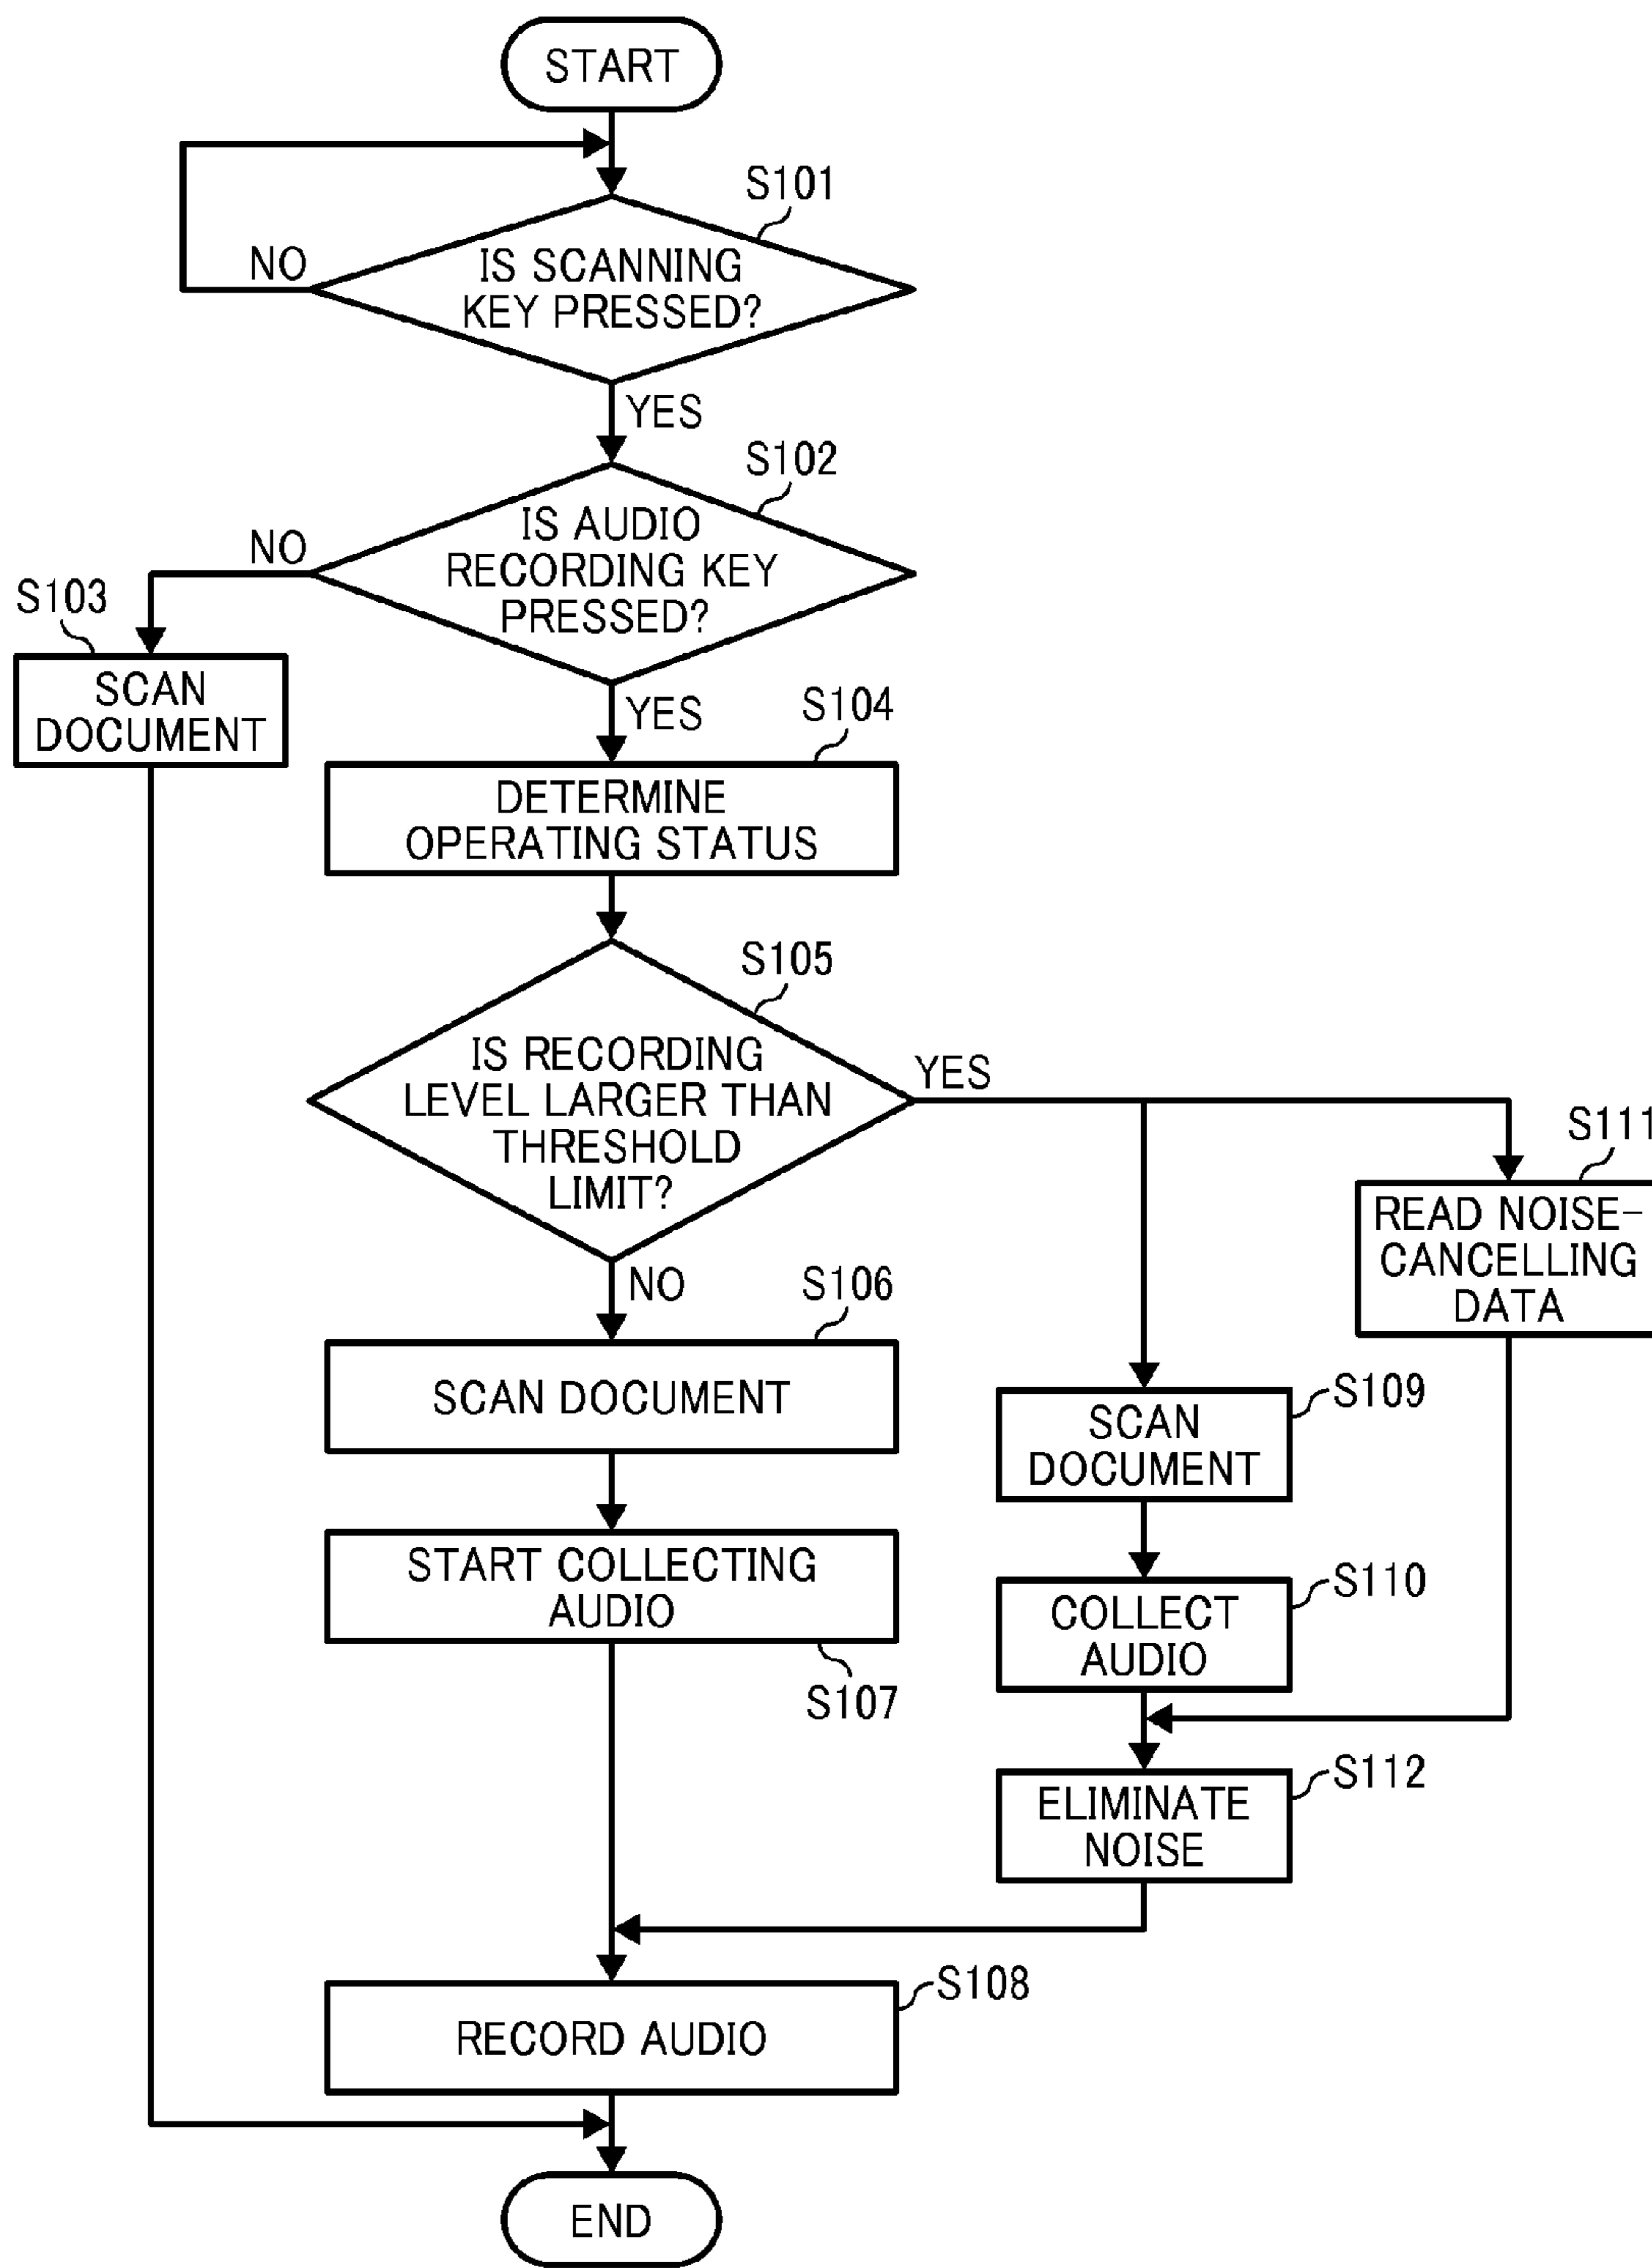 START
S101
NO
IS SCANNING
KEY PRESSED?
YES
S102
NO
IS AUDIO
RECORDING KEY
PRESSED?
S103
SCAN
DOCUMENT
YES
S104
DETERMINE
OPERATING STATUS
S105
IS RECORDING
LEVEL LARGER THAN
THRESHOLD
LIMIT?
YES
S111
READ NOISE-
CANCELLING
DATA
NO
S106
SCAN DOCUMENT
S109
SCAN
DOCUMENT
START COLLECTING
AUDIO
S107
S110
COLLECT
AUDIO
S112
ELIMINATE
NOISE
S108
RECORD AUDIO
END